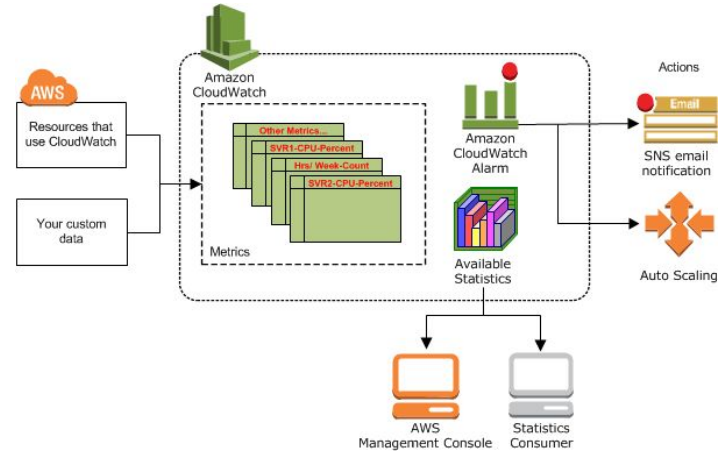 Amazon
CloudWatch
AWS
Resources that
use CloudWatch
Your custom
data
Other Metrics...
SVR1-CPU-Percent
Hrs/ Week-Count
SVR2-CPU-Percent
Metrics
Amazon
CloudWatch
Alarm
Available
Statistics
Actions
Email
SNS email
notification
Auto Scaling
AWS
Management Console
Statistics
Consumer